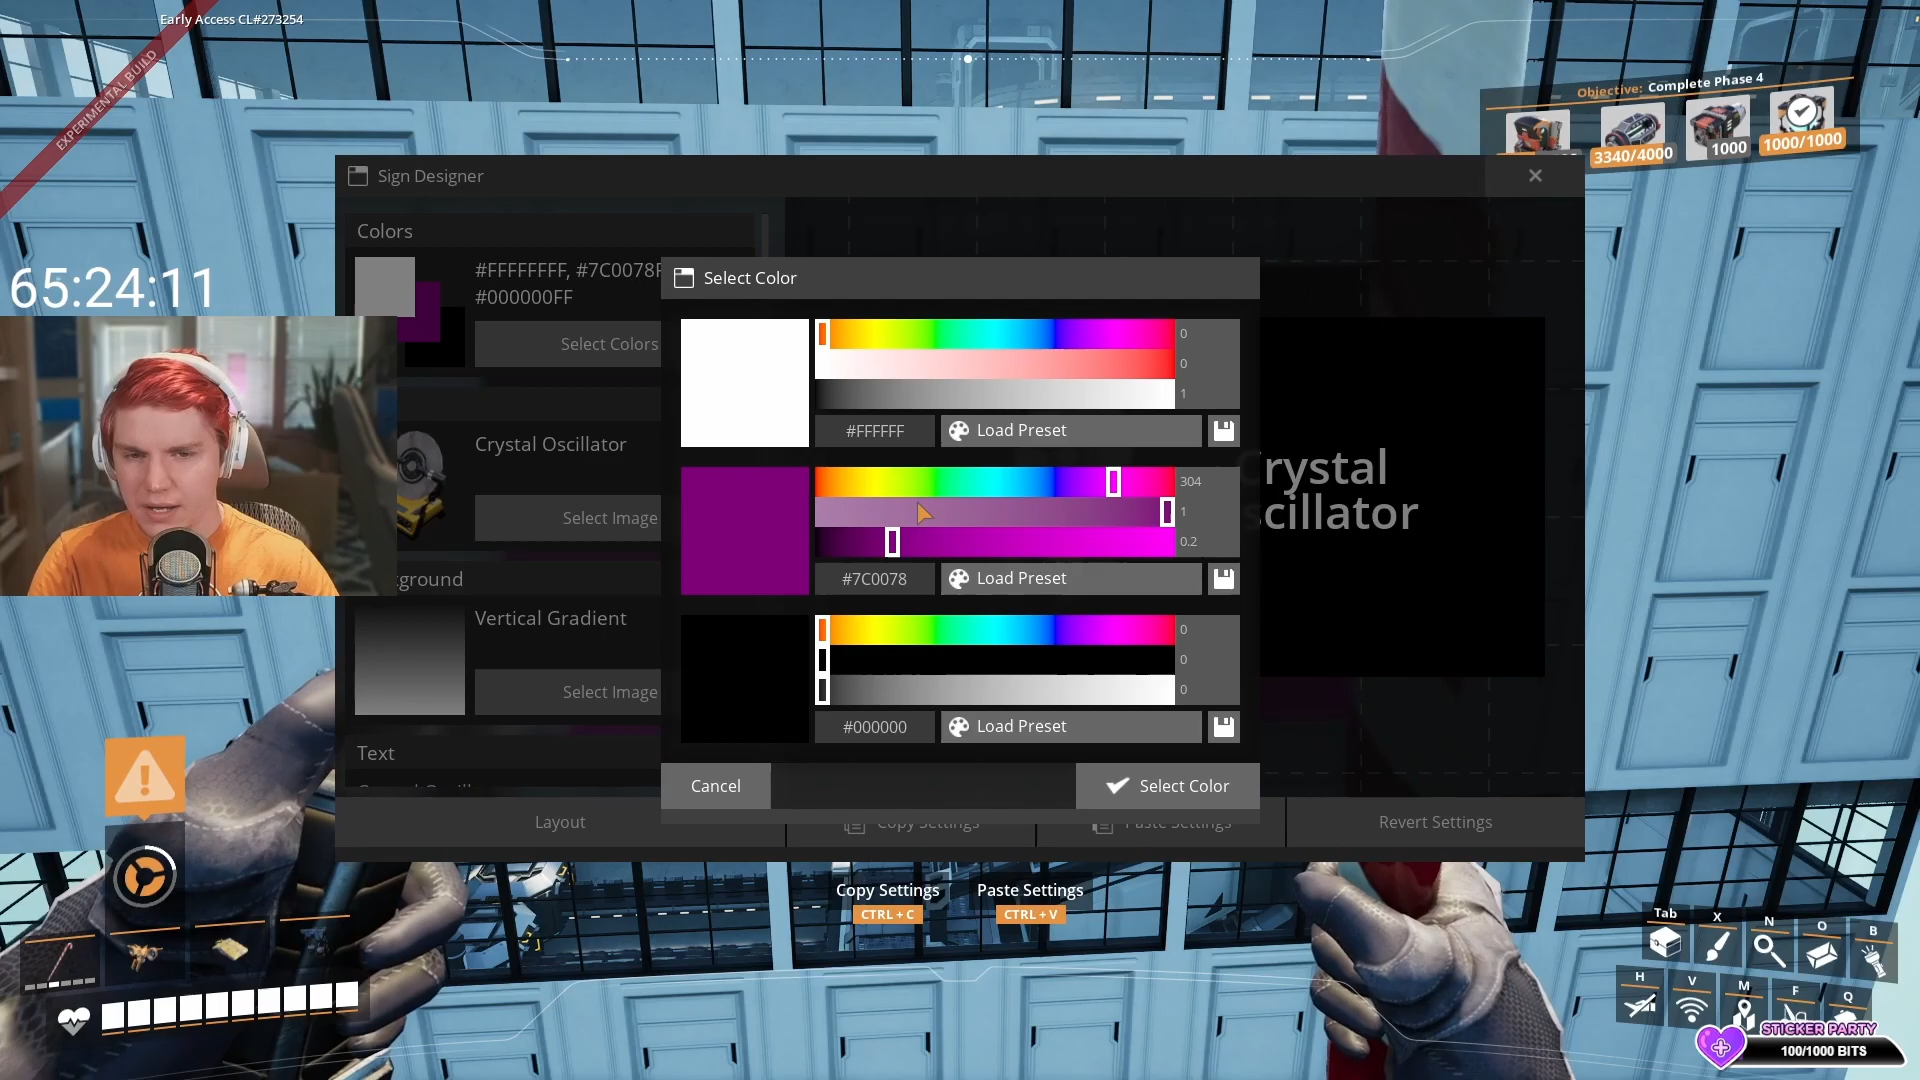 Early Access CL#273254
EXPERIMENTAL BUILD
Objective: Complete Phase 4
3340/4000
1000
1000/1000
65:24:11
Sign Designer
Colors
#FFFFFFFF, #7C0078F
#000000FF
Select Colors
Crystal Oscillator
Select Image
ground
Vertical Gradient
Select Image
Text
Select Color
0
0
1
#FFFFFF
Load Preset
304
1
0.2
#7C0078
Load Preset
0
0
0
#000000
Load Preset
Cancel
Select Color
rystal
cillator
Layout
Copy Settings
Paste Settings
Revert Settings
Copy Settings
CTRL + C
Paste Settings
CTRL + V
Tab
X
N
O
B
H
V
M
F
Q
STICKER PARTY
100/1000 BITS